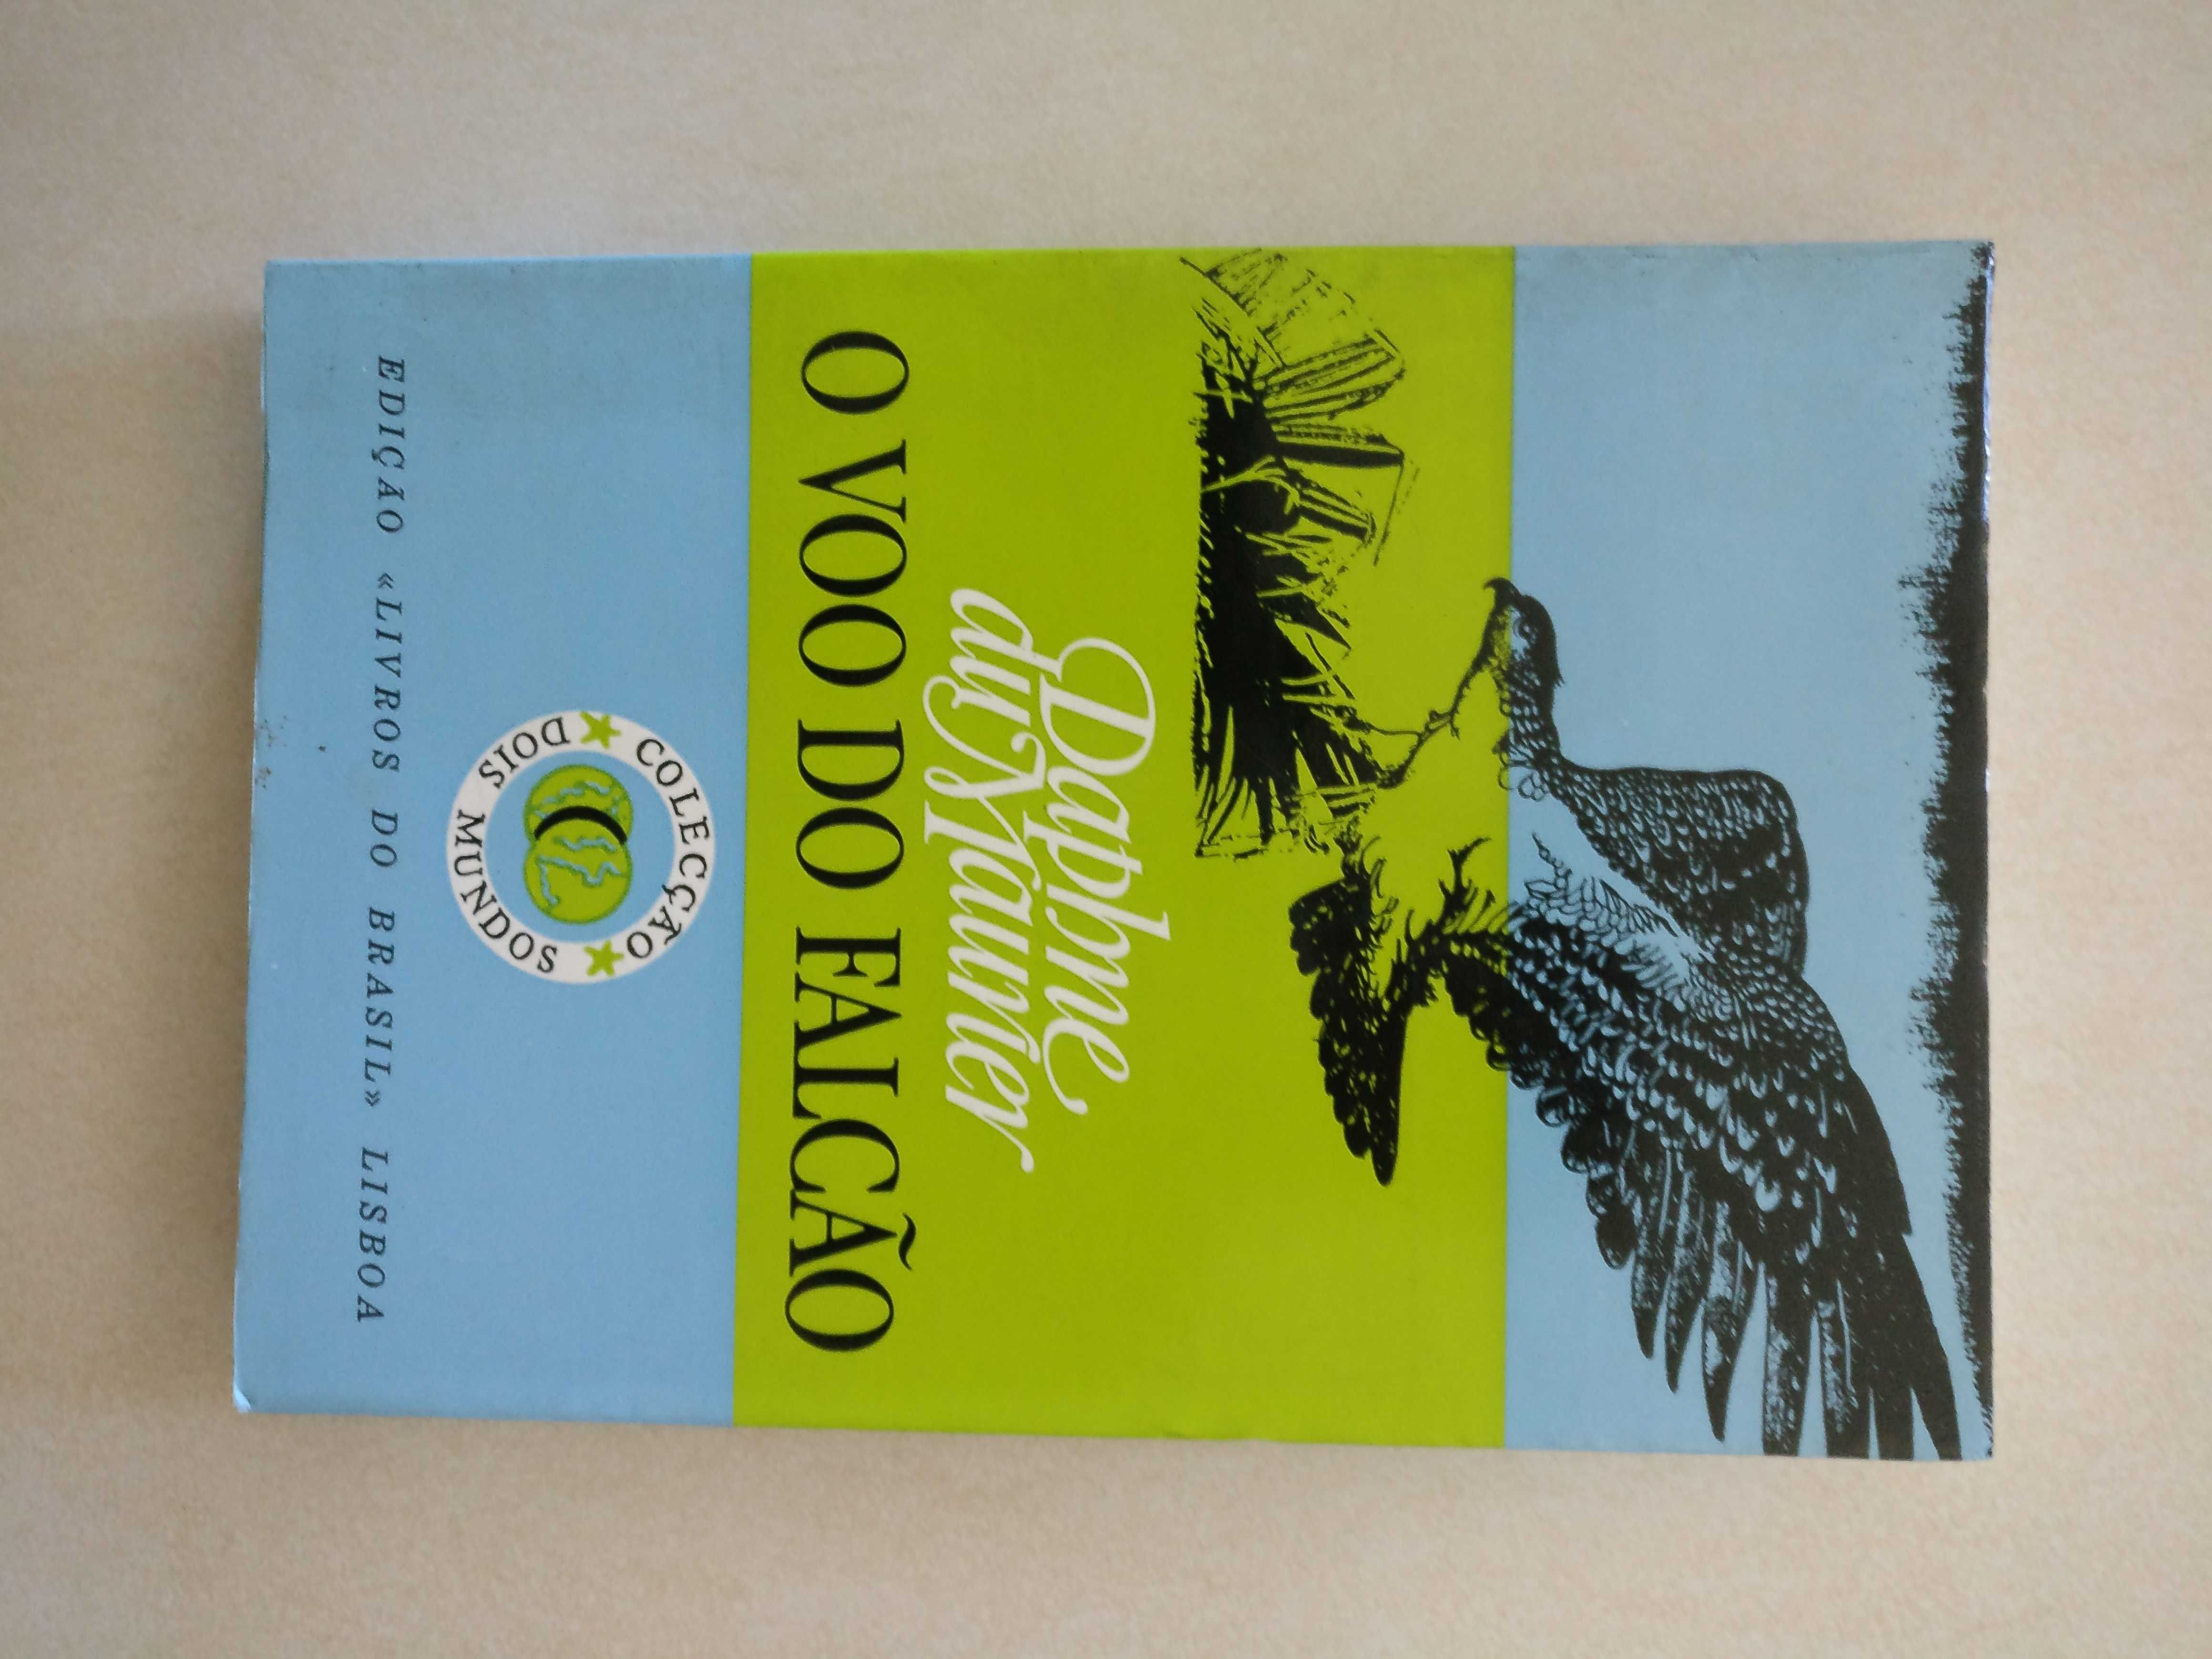 Daphne
du Maurier
O VOO DO FALCÃO
COLECÇÃO
DOIS MUNDOS
EDIÇÃO «LIVROS DO BRASIL» LISBOA